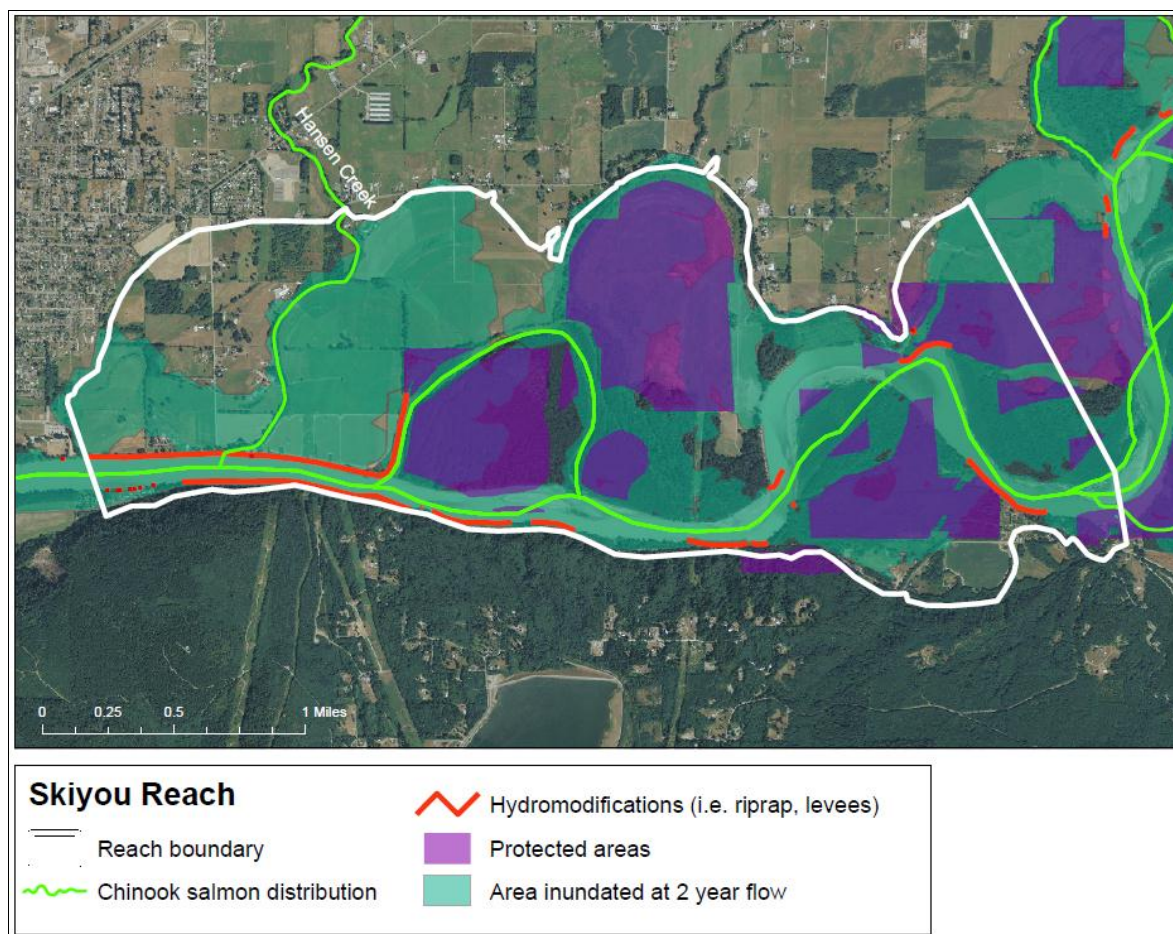 Hansen Creek
0 0.25 0.5 1 Miles
Skiyou Reach
Reach boundary
Chinook salmon distribution
Hydromodifications (i.e. riprap, levees)
Protected areas
Area inundated at 2 year flow